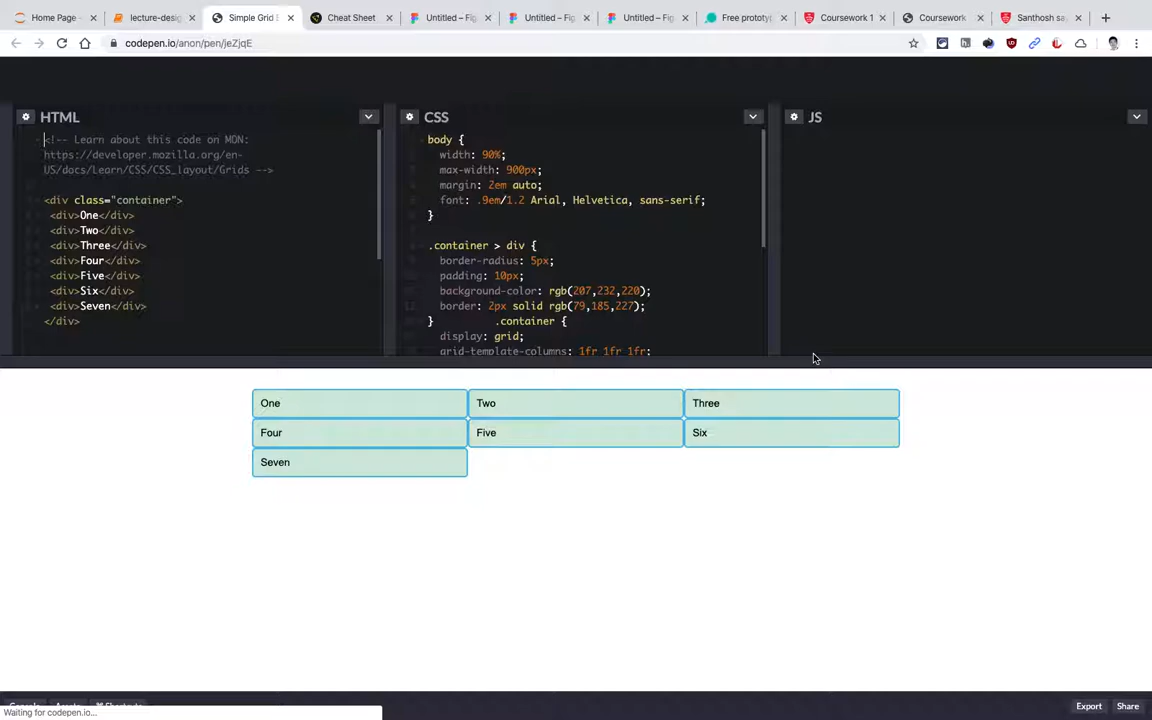 Home Page -
lecture-desig
Simple Grid E
Cheat Sheet
Untitled – Fig
Untitled – Fig
Untitled – Fig
Free prototyp
Coursework 1
Coursework
Santhosh sa
codepen.io/anon/pen/jeZjqE
HTML
<!-- Learn about this code on MDN:
https://developer.mozilla.org/en-
US/docs/Learn/CSS/CSS_layout/Grids -->
<div class="container">
<div>One</div>
<div>Two</div>
<div>Three</div>
<div>Four</div>
<div>Five</div>
<div>Six</div>
<div>Seven</div>
</div>
CSS
body {
width: 90%;
max-width: 900px;
margin: 2em auto;
font: .9em/1.2 Arial, Helvetica, sans-serif;
}
.container > div {
border-radius: 5px;
padding: 10px;
background-color: rgb(207,232,220);
border: 2px solid rgb(79,185,227);
} .container {
display: grid;
grid-template-columns: 1fr 1fr 1fr;
JS
One
Two
Three
Four
Five
Six
Seven
Console
Assets
⌘ Shortcuts
Export
Share
Waiting for codepen.io...